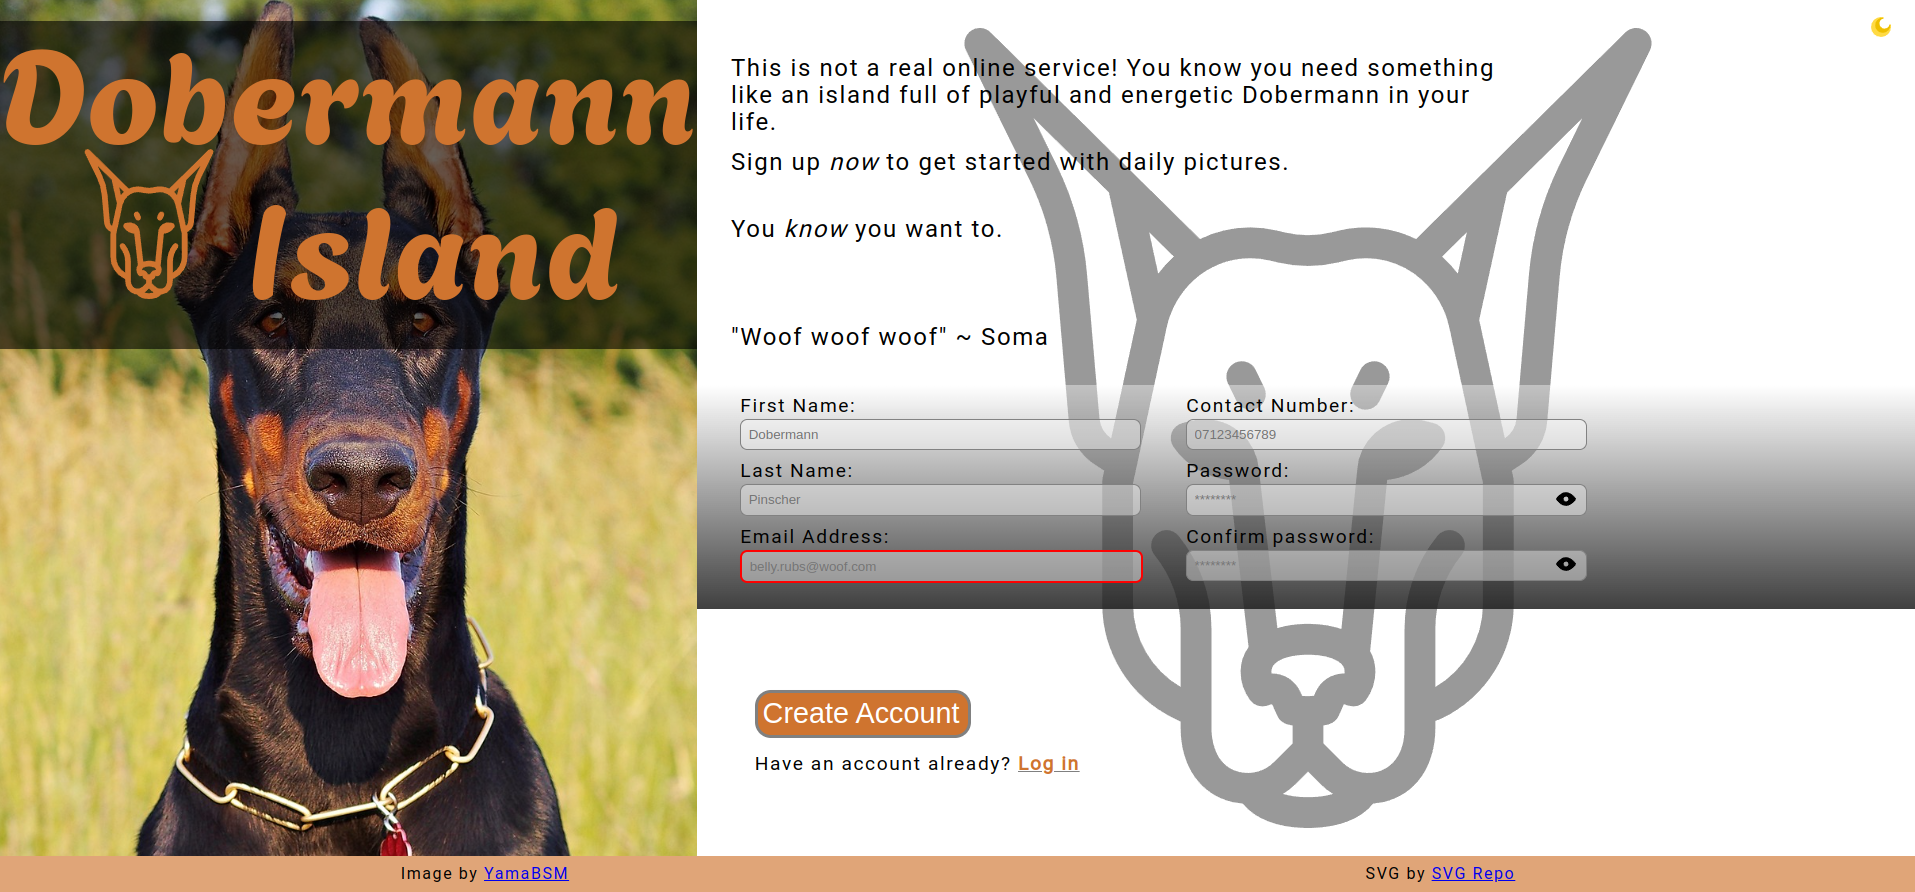 Dobermann
Island
This is not a real online service! You know you need something
like an island full of playful and energetic Dobermann in your
life.
Sign up now to get started with daily pictures.
You know you want to.
"Woof woof woof" ~ Soma
First Name:
Dobermann
Last Name:
Pinscher
Email Address:
belly.rubs@woof.com
Contact Number:
07123456789
Password:
********
Confirm password:
********
Create Account
Have an account already? Log in
Image by YamaBSM
SVG by SVG Repo